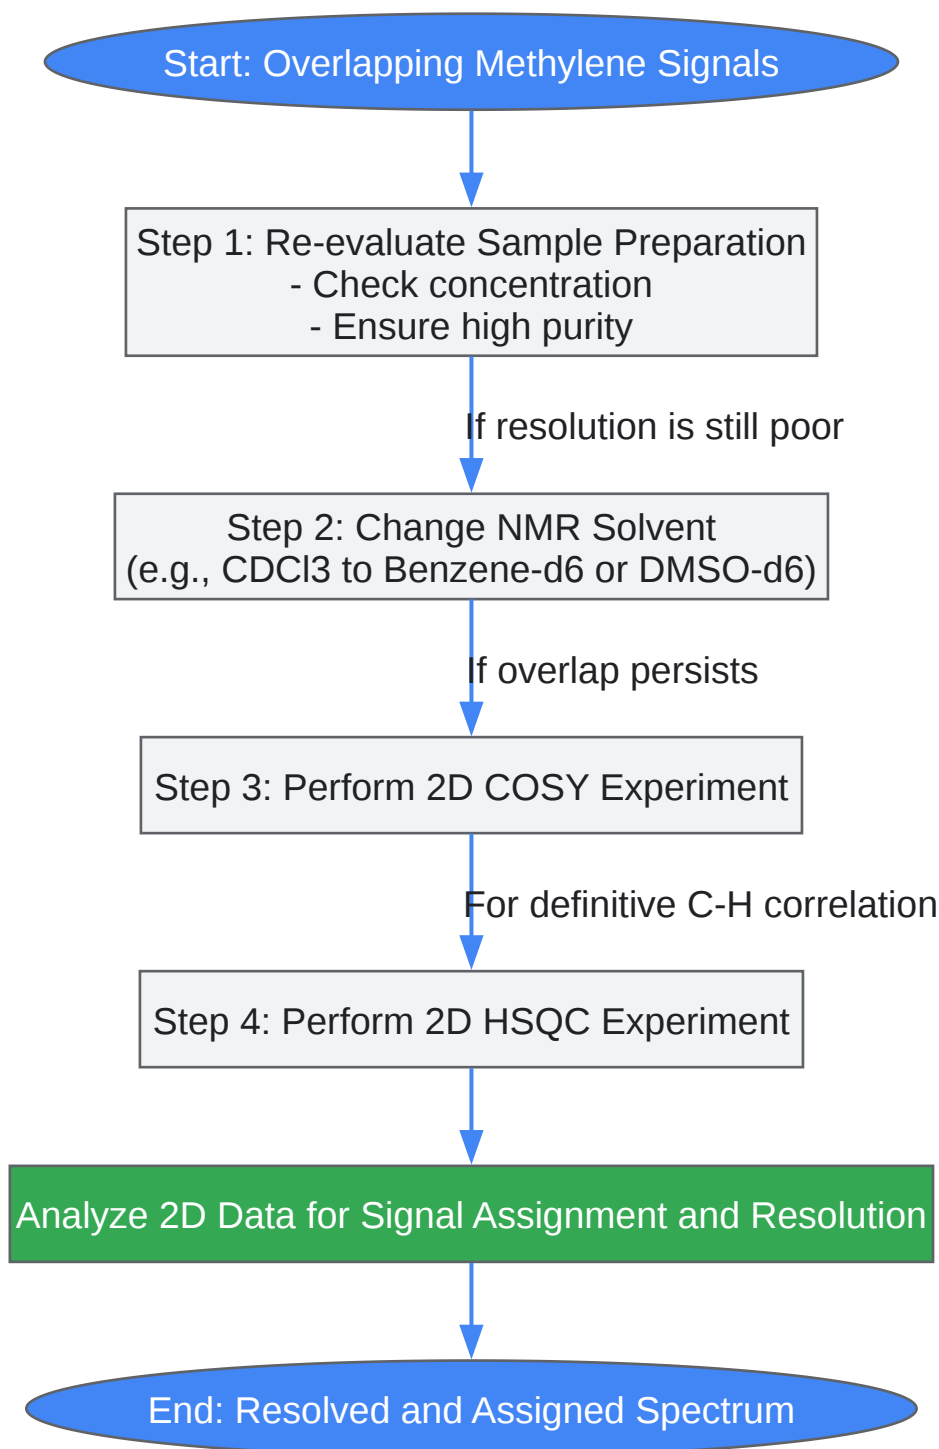 Start: Overlapping Methylene Signals
Step 1: Re-evaluate Sample Preparation
- Check concentration
- Ensure high purity
If resolution is still poor
Step 2: Change NMR Solvent
(e.g., CDCl3 to Benzene-d6 or DMSO-d6)
If overlap persists
Step 3: Perform 2D COSY Experiment
For definitive C-H correlation
Step 4: Perform 2D HSQC Experiment
Analyze 2D Data for Signal Assignment and Resolution
End: Resolved and Assigned Spectrum